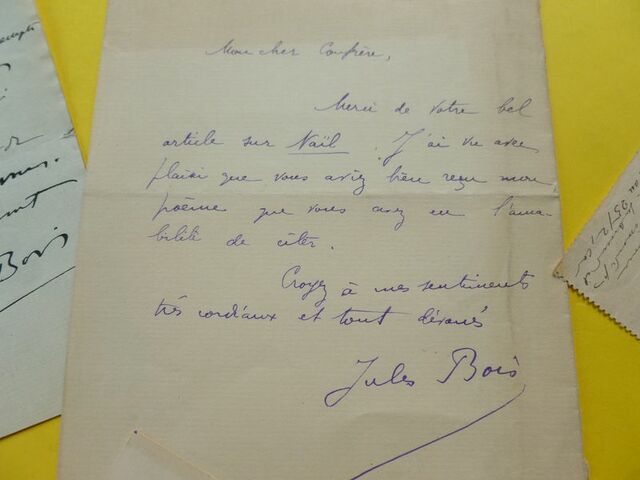 Mon cher Confrère,
Merci de votre bel
article sur Naïl. J'ai vu avec
plaisir que vous aviez bien reçu mon
poème que vous avez eu l'ama-
bilité de citer.
Croyez à mes sentiments
très cordiaux et tout dévoués
Jules Bois
Bois